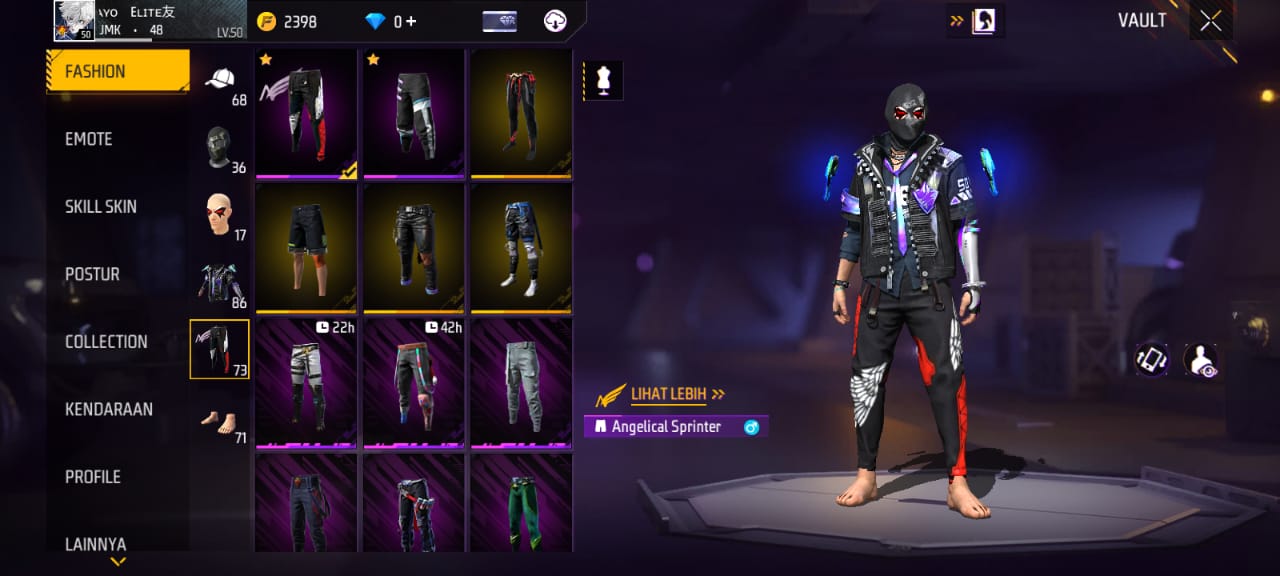 AYO ELITE友
JMK · 48
50
LV.50
2398
0 +
VAULT
FASHION
EMOTE
SKILL SKIN
POSTUR
COLLECTION
KENDARAAN
PROFILE
LAINNYA
68
36
17
86
73
71
22h
42h
LIHAT LEBIH
Angelical Sprinter